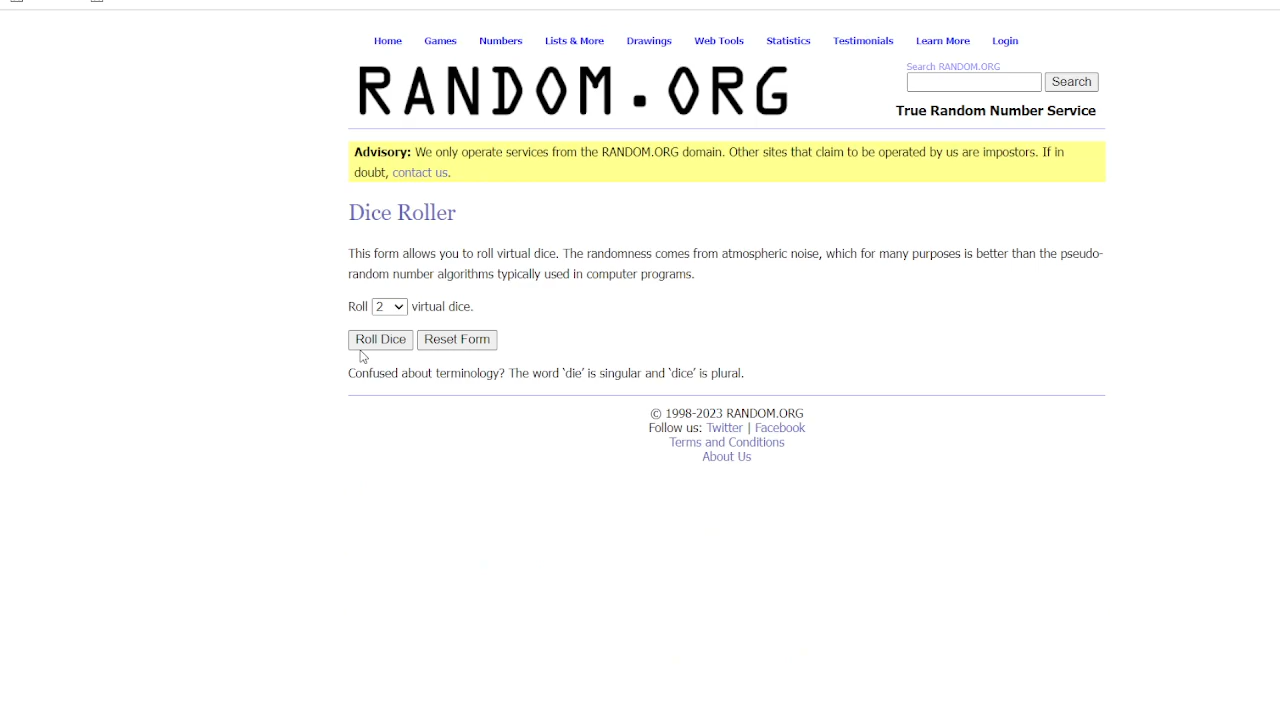 Home Games Numbers Lists & More Drawings Web Tools Statistics Testimonials Learn More Login
RANDOM.ORG
Search RANDOM.ORG
Search
True Random Number Service
Advisory: We only operate services from the RANDOM.ORG domain. Other sites that claim to be operated by us are impostors. If in
doubt, contact us.
Dice Roller
This form allows you to roll virtual dice. The randomness comes from atmospheric noise, which for many purposes is better than the pseudo-
random number algorithms typically used in computer programs.
Roll 2 virtual dice.
Roll Dice Reset Form
Confused about terminology? The word ‘die’ is singular and ‘dice’ is plural.
© 1998-2023 RANDOM.ORG
Follow us: Twitter | Facebook
Terms and Conditions
About Us